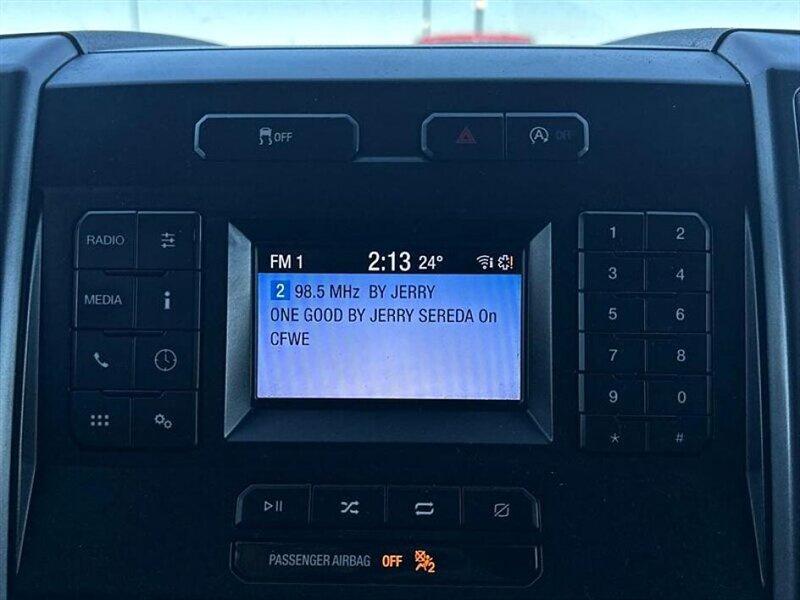 OFF
A OFF
RADIO
MEDIA
i
FM 1 2:13 24° i !
2 98.5 MHz BY JERRY
ONE GOOD BY JERRY SEREDA On
CFWE
1 2
3 4
5 6
7 8
9 0
* #
PASSENGER AIRBAG OFF 2